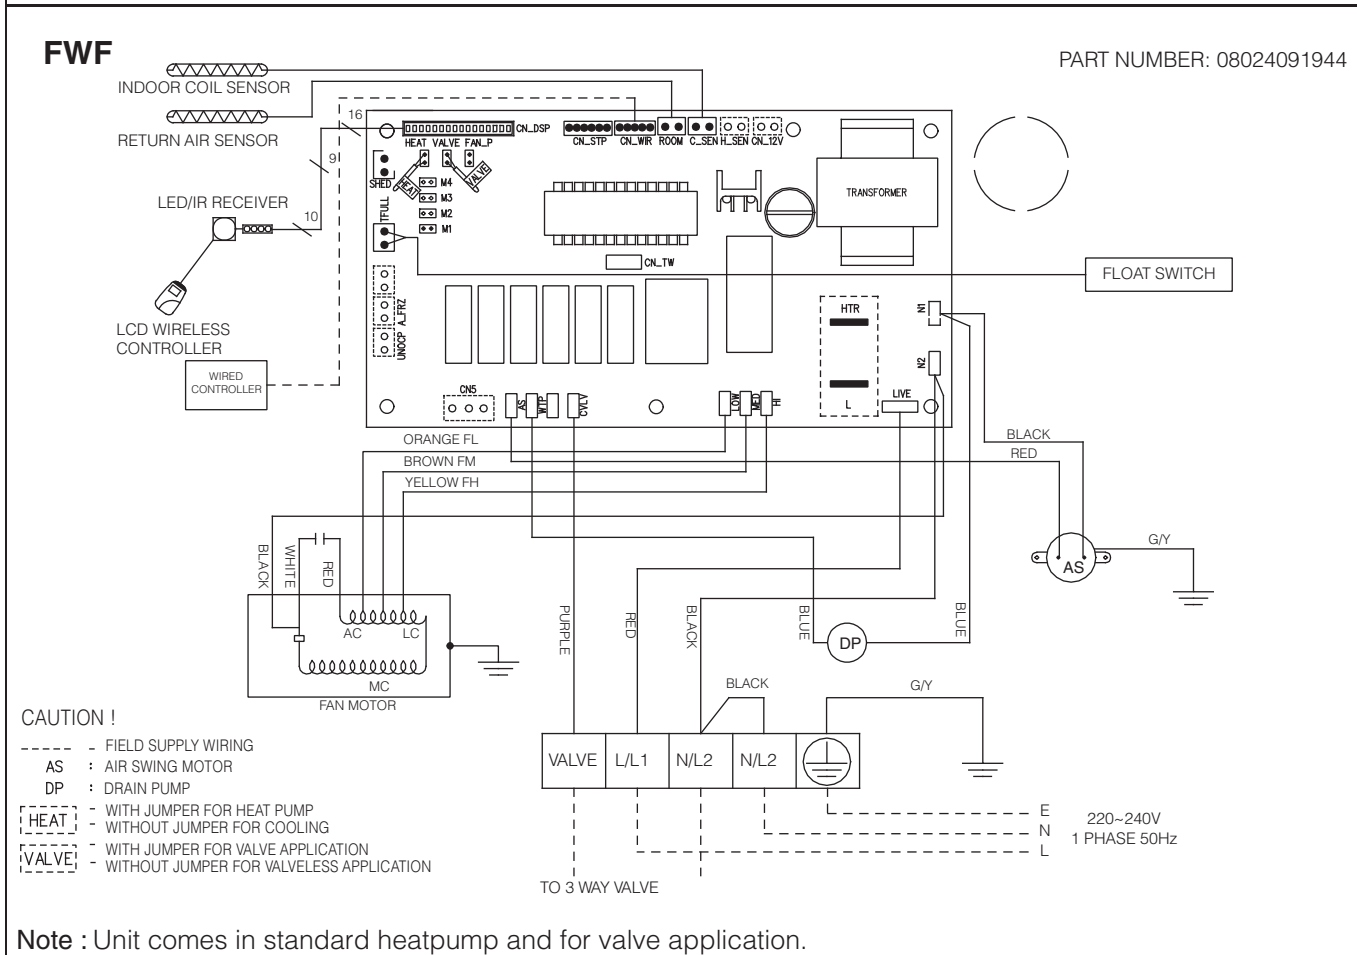 FWF
PART NUMBER: 08024091944
INDOOR COIL SENSOR
RETURN AIR SENSOR
16
CN_DSP
CN_STP
CN_WIR
ROOM
C_SEN
H_SEN
CN_12V
HEAT
VALVE
FAN_P
9
SHED
HEAT
VALVE
M4
M3
M2
M1
TFULL
TRANSFORMER
LED/IR RECEIVER
10
CN_TW
FLOAT SWITCH
LCD WIRELESS
CONTROLLER
WIRED
CONTROLLER
A_FRZ
UNOCP
HTR
L
N1
N2
LIVE
CN5
AS
WTP
CVLV
LOW
MED
HI
ORANGE FL
BROWN FM
YELLOW FH
BLACK
RED
G/Y
AS
BLACK
WHITE
RED
AC
LC
MC
FAN MOTOR
PURPLE
RED
BLACK
BLUE
DP
BLUE
BLACK
G/Y
VALVE
L/L1
N/L2
N/L2
E
N
L
220~240V
1 PHASE 50Hz
TO 3 WAY VALVE
CAUTION !
----- - FIELD SUPPLY WIRING
AS : AIR SWING MOTOR
DP : DRAIN PUMP
HEAT - WITH JUMPER FOR HEAT PUMP
- WITHOUT JUMPER FOR COOLING
VALVE - WITH JUMPER FOR VALVE APPLICATION
- WITHOUT JUMPER FOR VALVELESS APPLICATION
Note : Unit comes in standard heatpump and for valve application.